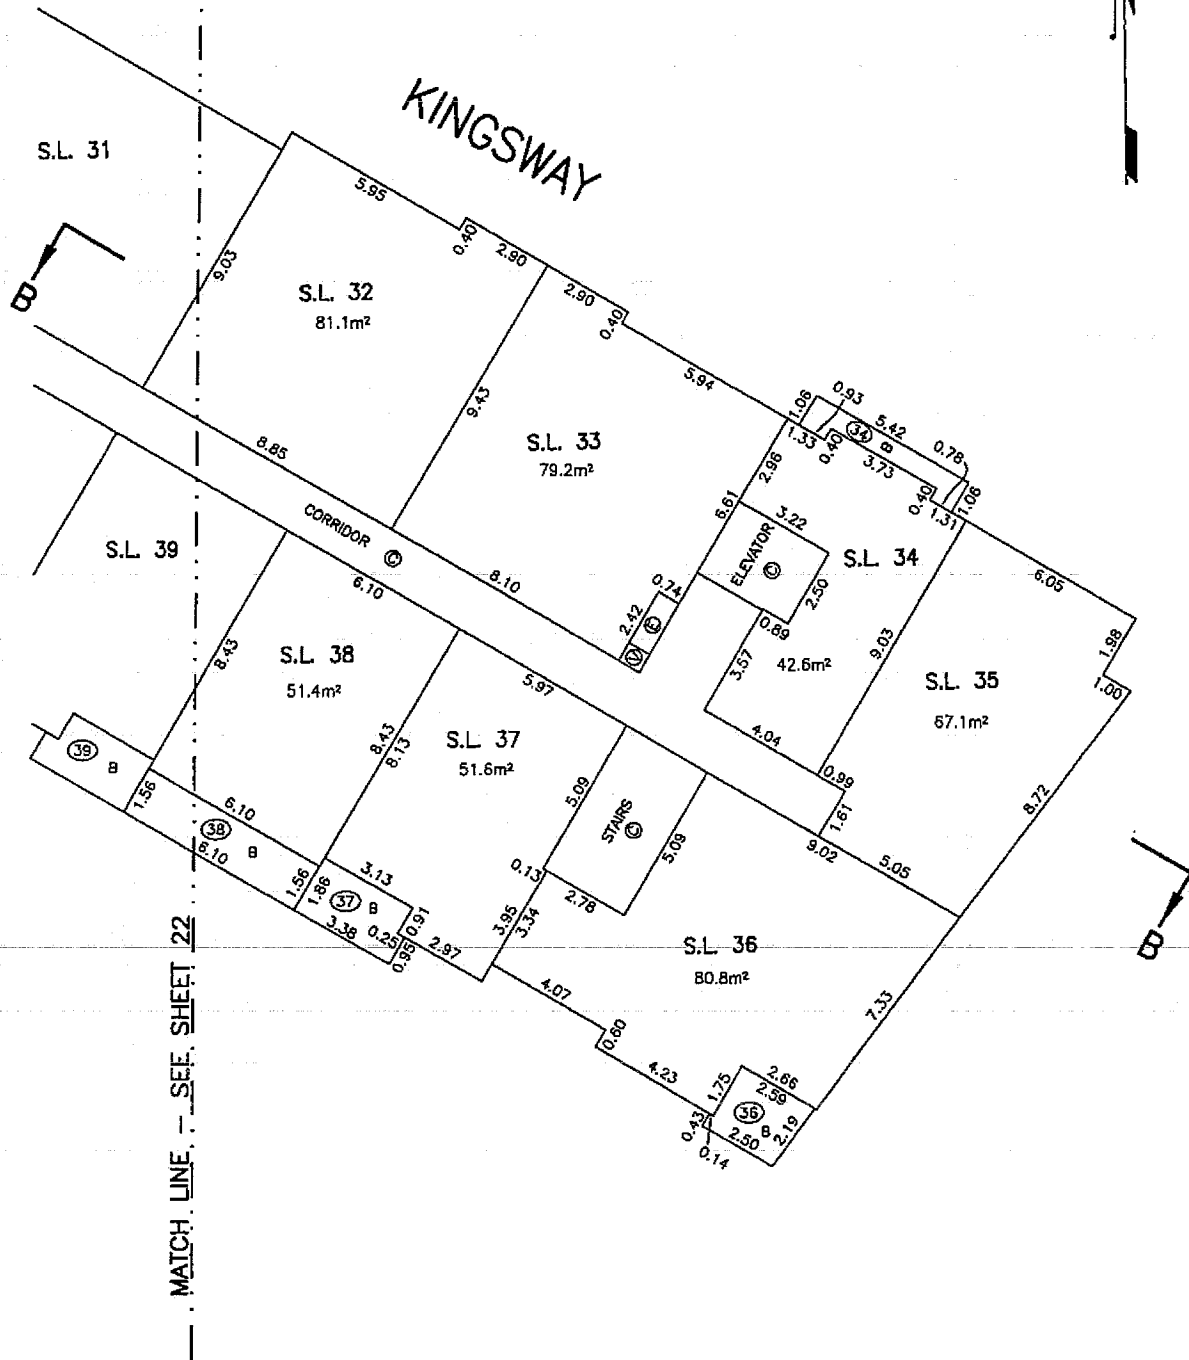 KINGSWAY
S.L. 31
5.95
0.40
2.90
9.03
B
S.L. 32
81.1m²
2.90
0.40
5.94
9.43
8.85
S.L. 33
79.2m²
1.06
0.93
5.42
34
B
1.33
0.40
3.73
0.78
0.40
1.06
1.31
2.96
6.61
3.22
ELEVATOR
C
2.50
0.89
S.L. 34
42.6m²
6.05
1.98
1.00
9.03
S.L. 35
67.1m²
CORRIDOR
C
8.10
0.74
2.42
E
V
3.57
4.04
0.99
1.61
8.72
S.L. 39
6.10
8.43
S.L. 38
51.4m²
5.97
8.43
8.13
S.L. 37
51.6m²
5.09
STAIRS
C
5.09
9.02
5.05
39
B
1.56
6.10
38
B
6.10
1.56
1.86
3.13
37
B
3.38
0.25
0.91
0.95
2.97
0.13
2.78
3.95
3.34
S.L. 36
80.8m²
B
7.33
4.07
0.60
4.23
1.75
2.66
2.59
36
B
2.19
0.43
2.50
0.14
MATCH LINE – SEE SHEET 22